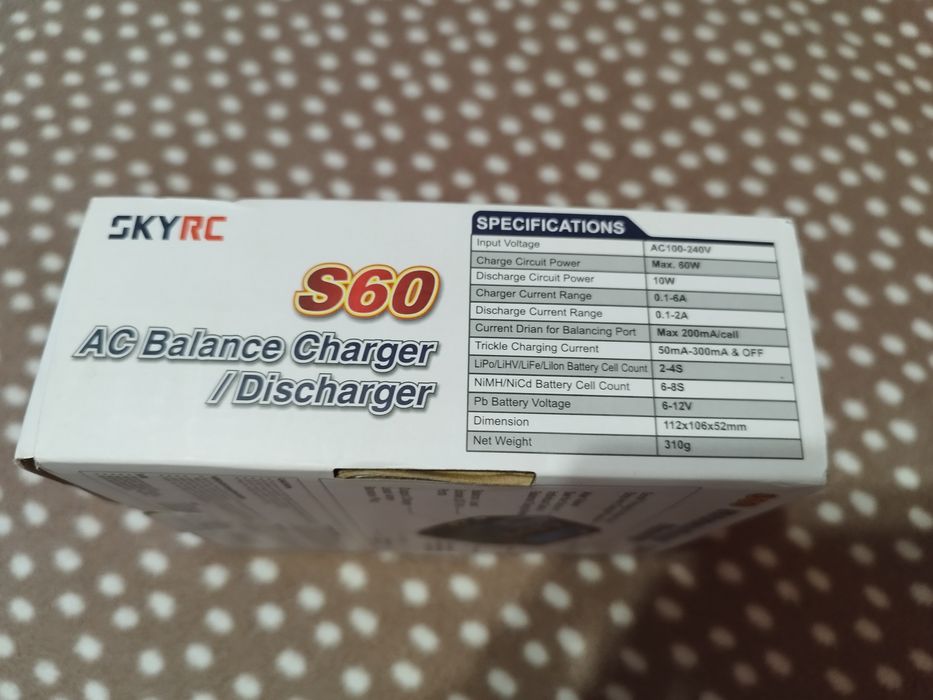 SKYRC
S60
AC Balance Charger
/Discharger
SPECIFICATIONS
Input Voltage AC100-240V
Charge Circuit Power Max. 60W
Discharge Circuit Power 10W
Charger Current Range 0.1-6A
Discharge Current Range 0.1-2A
Current Drian for Balancing Port Max 200mA/cell
Trickle Charging Current 50mA-300mA & OFF
LiPo/LiHV/LiFe/LiIon Battery Cell Count 2-4S
NiMH/NiCd Battery Cell Count 6-8S
Pb Battery Voltage 6-12V
Dimension 112x106x52mm
Net Weight 310g